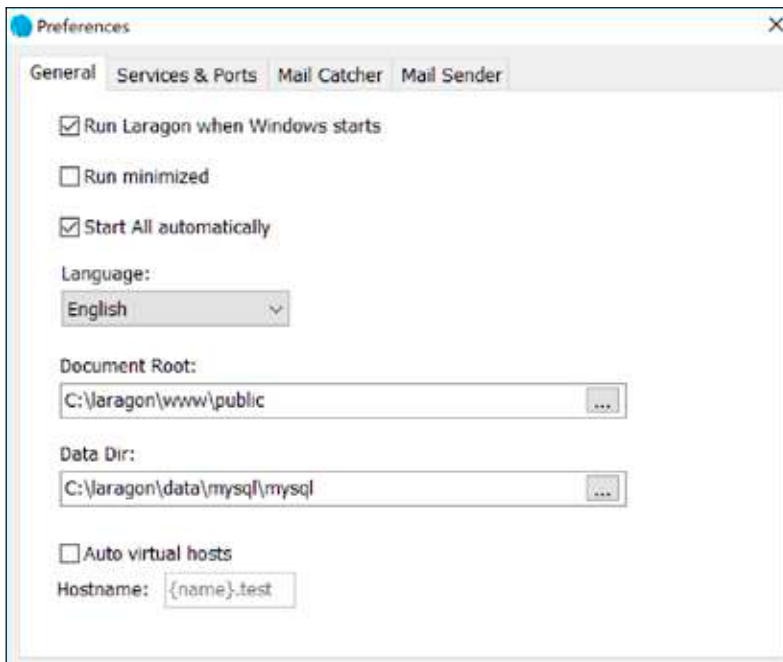 Preferences
General Services & Ports Mail Catcher Mail Sender
Run Laragon when Windows starts
Run minimized
Start All automatically
Language:
English
Document Root:
C:\laragon\www\public
...
Data Dir:
C:\laragon\data\mysql\mysql
...
Auto virtual hosts
Hostname: {name}.test